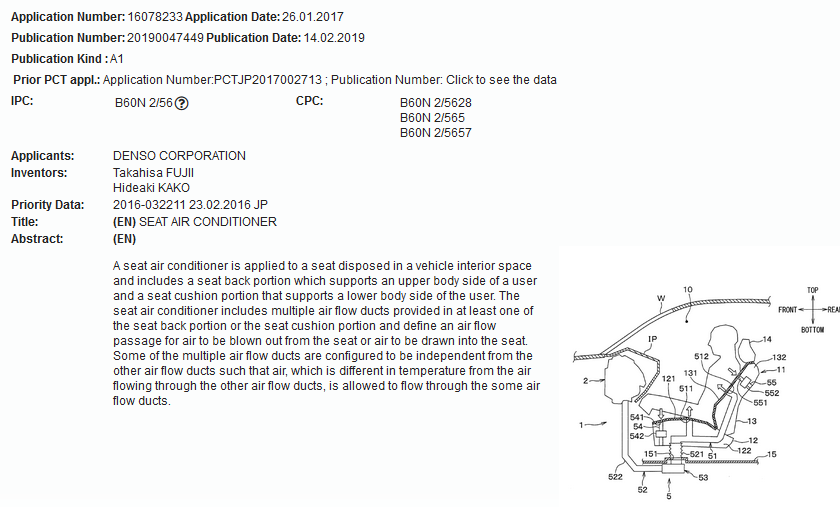 Application Number: 16078233 Application Date: 26.01.2017
Publication Number: 20190047449 Publication Date: 14.02.2019
Publication Kind : A1
Prior PCT appl.: Application Number:PCTJP2017002713 ; Publication Number: Click to see the data
IPC: B60N 2/56 ? CPC: B60N 2/5628
B60N 2/565
B60N 2/5657
Applicants: DENSO CORPORATION
Inventors: Takahisa FUJII
Hideaki KAKO
Priority Data: 2016-032211 23.02.2016 JP
Title: (EN) SEAT AIR CONDITIONER
Abstract: (EN)
A seat air conditioner is applied to a seat disposed in a vehicle interior space
and includes a seat back portion which supports an upper body side of a user
and a seat cushion portion that supports a lower body side of the user. The
seat air conditioner includes multiple air flow ducts provided in at least one of
the seat back portion or the seat cushion portion and define an air flow
passage for air to be blown out from the seat or air to be drawn into the seat.
Some of the multiple air flow ducts are configured to be independent from the
other air flow ducts such that air, which is different in temperature from the air
flowing through the other air flow ducts, is allowed to flow through the some air
flow ducts.
TOP
FRONT REAR
BOTTOM
W
10
IP
14
512
132
131
11
2
121
511
55
552
551
541
54
542
1
13
12
122
151
521
51
15
522
52
53
5